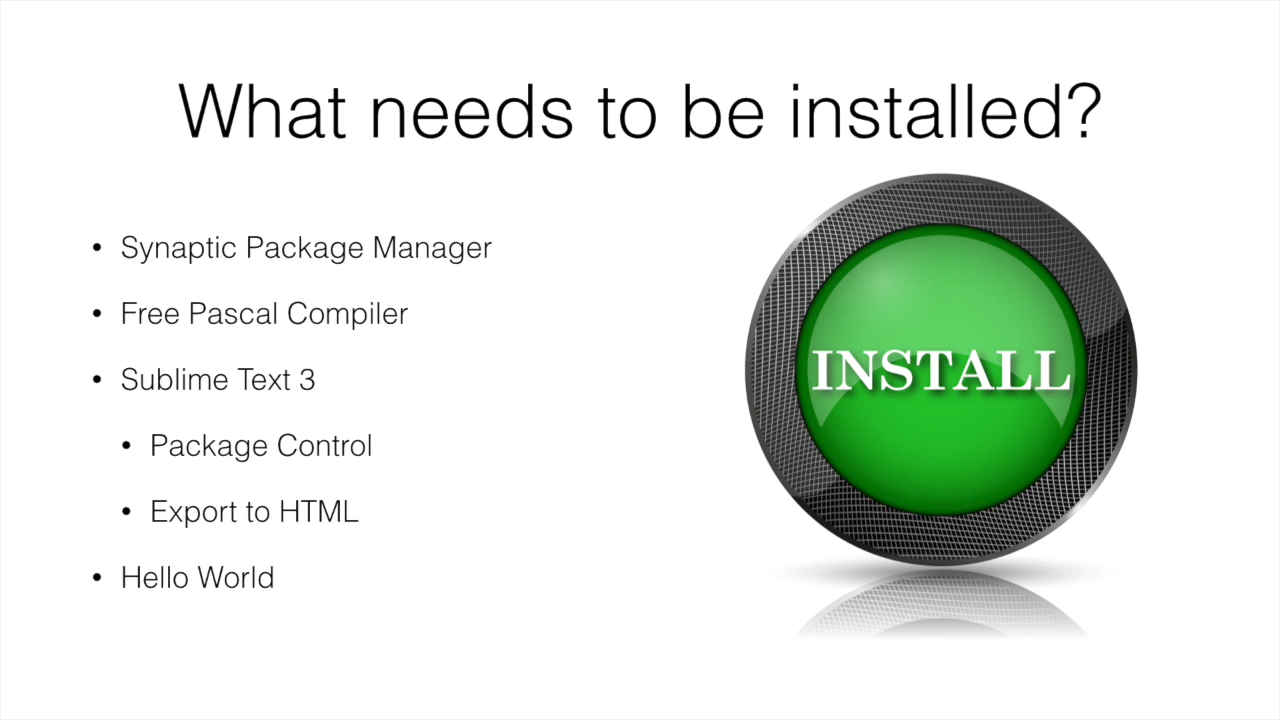 What needs to be installed?
• Synaptic Package Manager
• Free Pascal Compiler
• Sublime Text 3
• Package Control
• Export to HTML
• Hello World
INSTALL